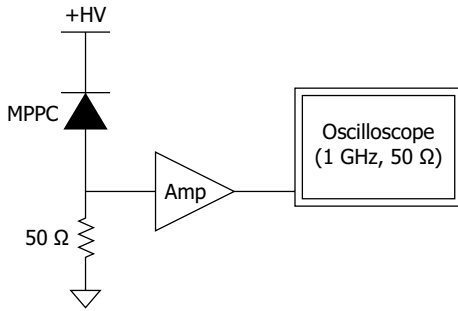 +HV
MPPC
Oscilloscope
(1 GHz, 50 Ω)
Amp
50 Ω